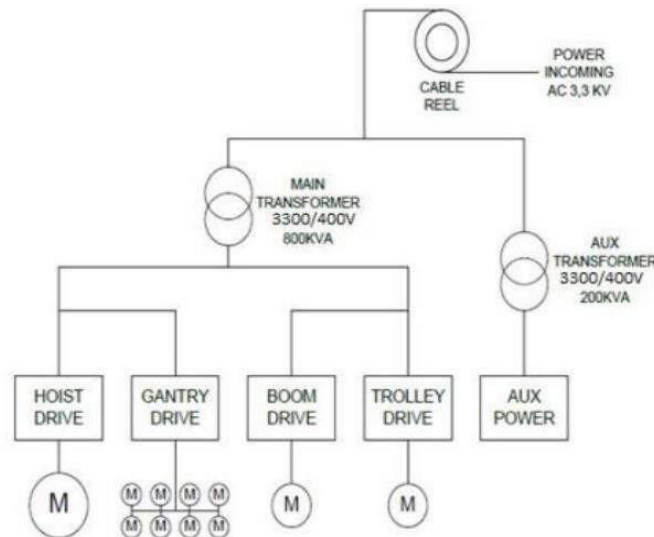 POWER
INCOMING
AC 3,3 KV
CABLE
REEL
MAIN
TRANSFORMER
3300/400V
800KVA
AUX
TRANSFORMER
3300/400V
200KVA
HOIST
DRIVE
GANTRY
DRIVE
BOOM
DRIVE
TROLLEY
DRIVE
AUX
POWER
M
M M M M
M M M M
M
M